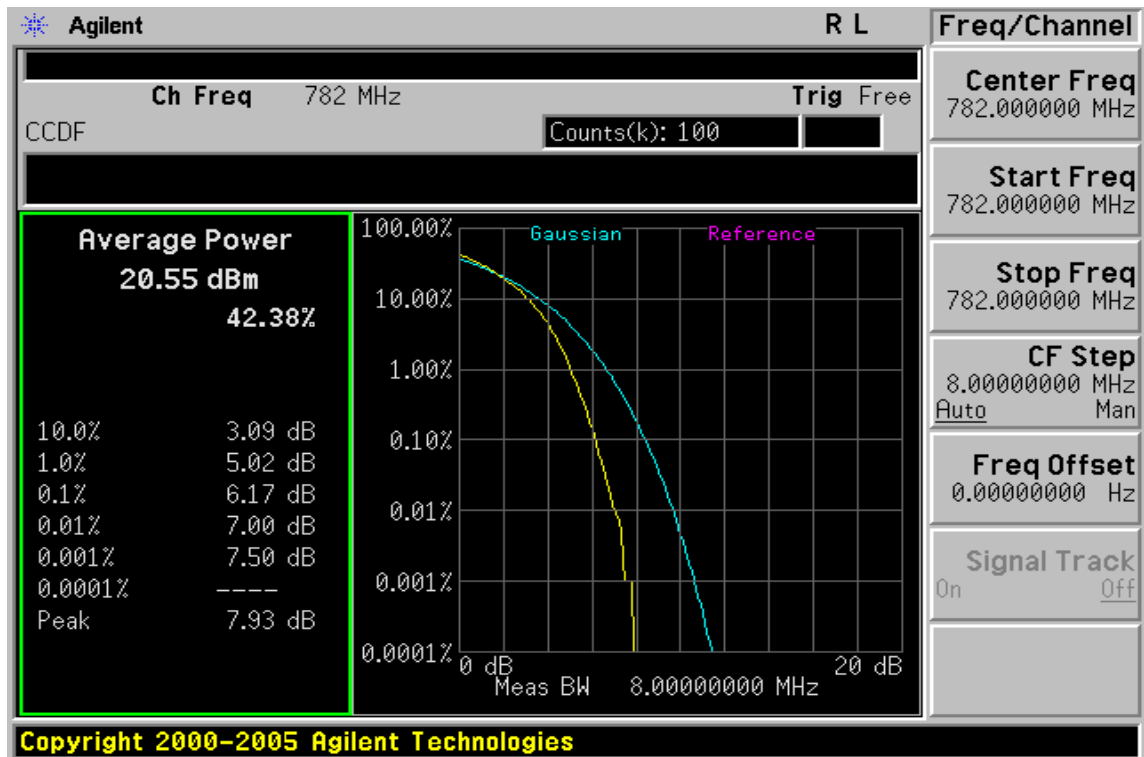 Agilent R L
Ch Freq 782 MHz Trig Free
CCDF Counts(k): 100
Average Power
20.55 dBm
42.38%
10.0% 3.09 dB
1.0% 5.02 dB
0.1% 6.17 dB
0.01% 7.00 dB
0.001% 7.50 dB
0.0001% ----
Peak 7.93 dB
Gaussian Reference
100.00%
10.00%
1.00%
0.10%
0.01%
0.001%
0.0001%
0 dB 20 dB
Meas BW 8.00000000 MHz
Freq/Channel
Center Freq
782.000000 MHz
Start Freq
782.000000 MHz
Stop Freq
782.000000 MHz
CF Step
8.00000000 MHz
Auto Man
Freq Offset
0.00000000 Hz
Signal Track
On Off
Copyright 2000-2005 Agilent Technologies